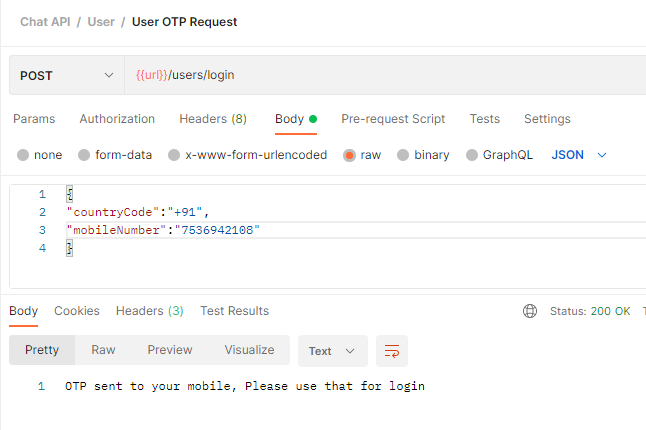 Chat API / User / User OTP Request
POST {{url}}/users/login
Params Authorization Headers (8) Body Pre-request Script Tests Settings
none form-data x-www-form-urlencoded raw binary GraphQL JSON
1 {
2 "countryCode":"+91",
3 "mobileNumber":"7536942108"
4 }
Body Cookies Headers (3) Test Results Status: 200 OK
Pretty Raw Preview Visualize Text
1 OTP sent to your mobile, Please use that for login